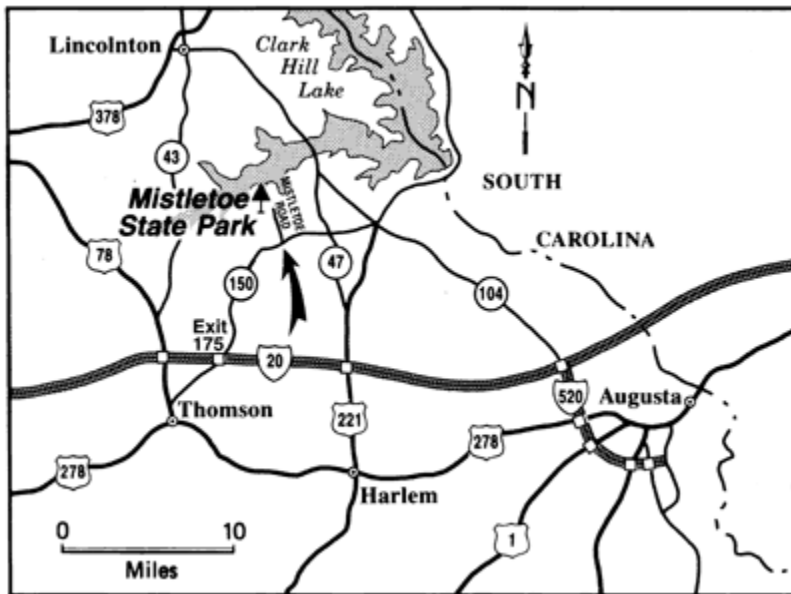 Lincolnton
Clark
Hill
Lake
N
378
43
SOUTH
CAROLINA
Mistletoe
State Park
MISTLETOE
ROAD
78
150
47
104
Exit
175
20
520
Augusta
Thomson
221
278
278
Harlem
1
0 10
Miles